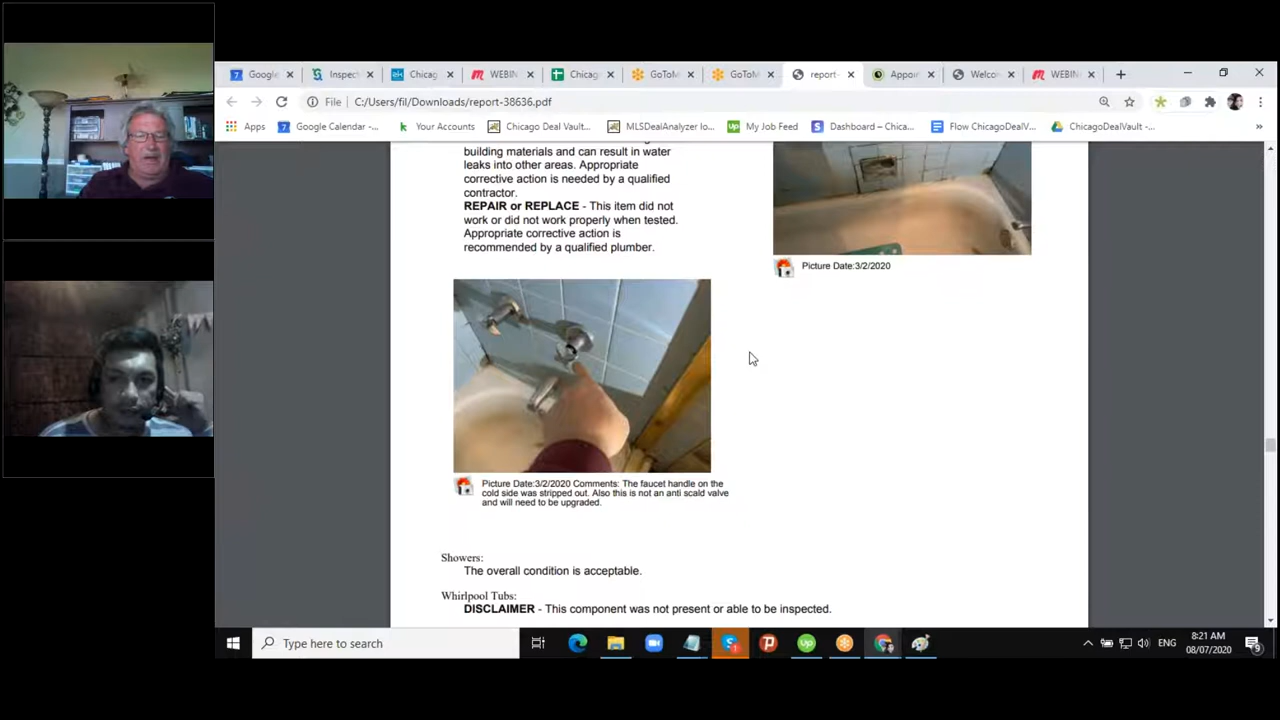 Google
Inspect
Chicag
WEBIN
Chicag
GoToM
GoToM
report-
Appoin
Welcom
WEBIN
File
C:/Users/fil/Downloads/report-38636.pdf
Apps
Google Calendar -...
Your Accounts
Chicago Deal Vault...
MLSDealAnalyzer lo...
My Job Feed
Dashboard – Chica...
Flow ChicagoDealV...
ChicagoDealVault -...
building materials and can result in water
leaks into other areas. Appropriate
corrective action is needed by a qualified
contractor.
REPAIR or REPLACE - This item did not
work or did not work properly when tested.
Appropriate corrective action is
recommended by a qualified plumber.
Picture Date:3/2/2020
Picture Date:3/2/2020 Comments: The faucet handle on the
cold side was stripped out. Also this is not an anti scald valve
and will need to be upgraded.
Showers:
The overall condition is acceptable.
Whirlpool Tubs:
DISCLAIMER - This component was not present or able to be inspected.
Type here to search
ENG
8:21 AM
08/07/2020